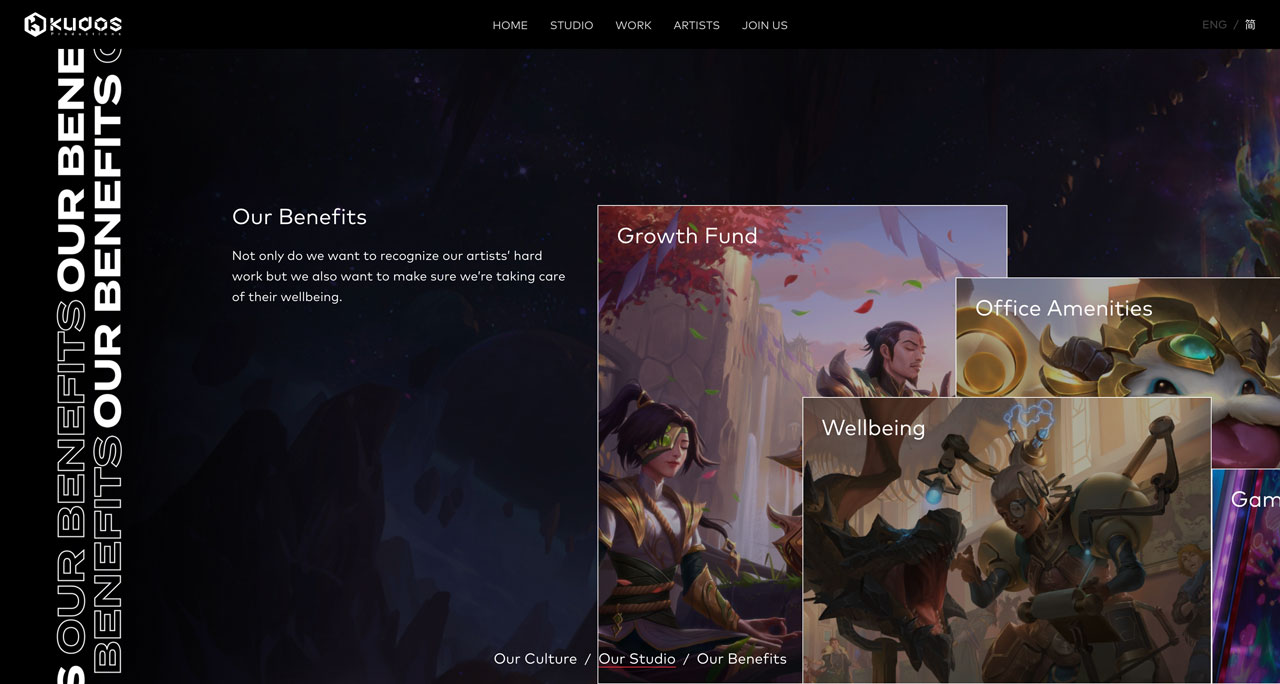 kudos
Productions
HOME
STUDIO
WORK
ARTISTS
JOIN US
ENG / 简
OUR BENEFITS OUR BENE
BENEFITS OUR BENEFITS
Our Benefits
Not only do we want to recognize our artists’ hard
work but we also want to make sure we’re taking care
of their wellbeing.
Growth Fund
Office Amenities
Wellbeing
Gam
Our Culture / Our Studio / Our Benefits